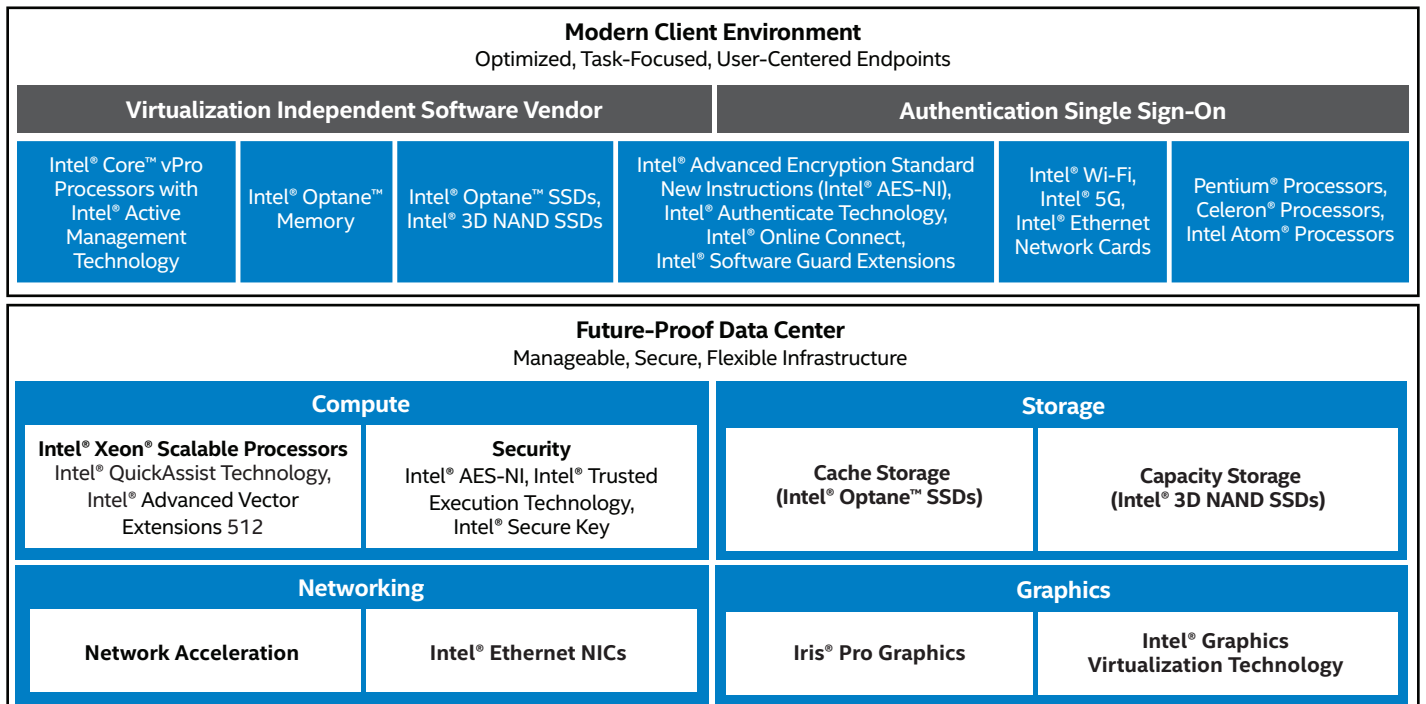 Modern Client Environment
Optimized, Task-Focused, User-Centered Endpoints
Virtualization Independent Software Vendor
Authentication Single Sign-On
Intel® Core™ vPro
Processors with
Intel® Active
Management
Technology
Intel® Optane™
Memory
Intel® Optane™ SSDs,
Intel® 3D NAND SSDs
Intel® Advanced Encryption Standard
New Instructions (Intel® AES-NI),
Intel® Authenticate Technology,
Intel® Online Connect,
Intel® Software Guard Extensions
Intel® Wi-Fi,
Intel® 5G,
Intel® Ethernet
Network Cards
Pentium® Processors,
Celeron® Processors,
Intel Atom® Processors
Future-Proof Data Center
Manageable, Secure, Flexible Infrastructure
Compute
Intel® Xeon® Scalable Processors
Intel® QuickAssist Technology,
Intel® Advanced Vector
Extensions 512
Security
Intel® AES-NI, Intel® Trusted
Execution Technology,
Intel® Secure Key
Storage
Cache Storage
(Intel® Optane™ SSDs)
Capacity Storage
(Intel® 3D NAND SSDs)
Networking
Network Acceleration
Intel® Ethernet NICs
Graphics
Iris® Pro Graphics
Intel® Graphics
Virtualization Technology